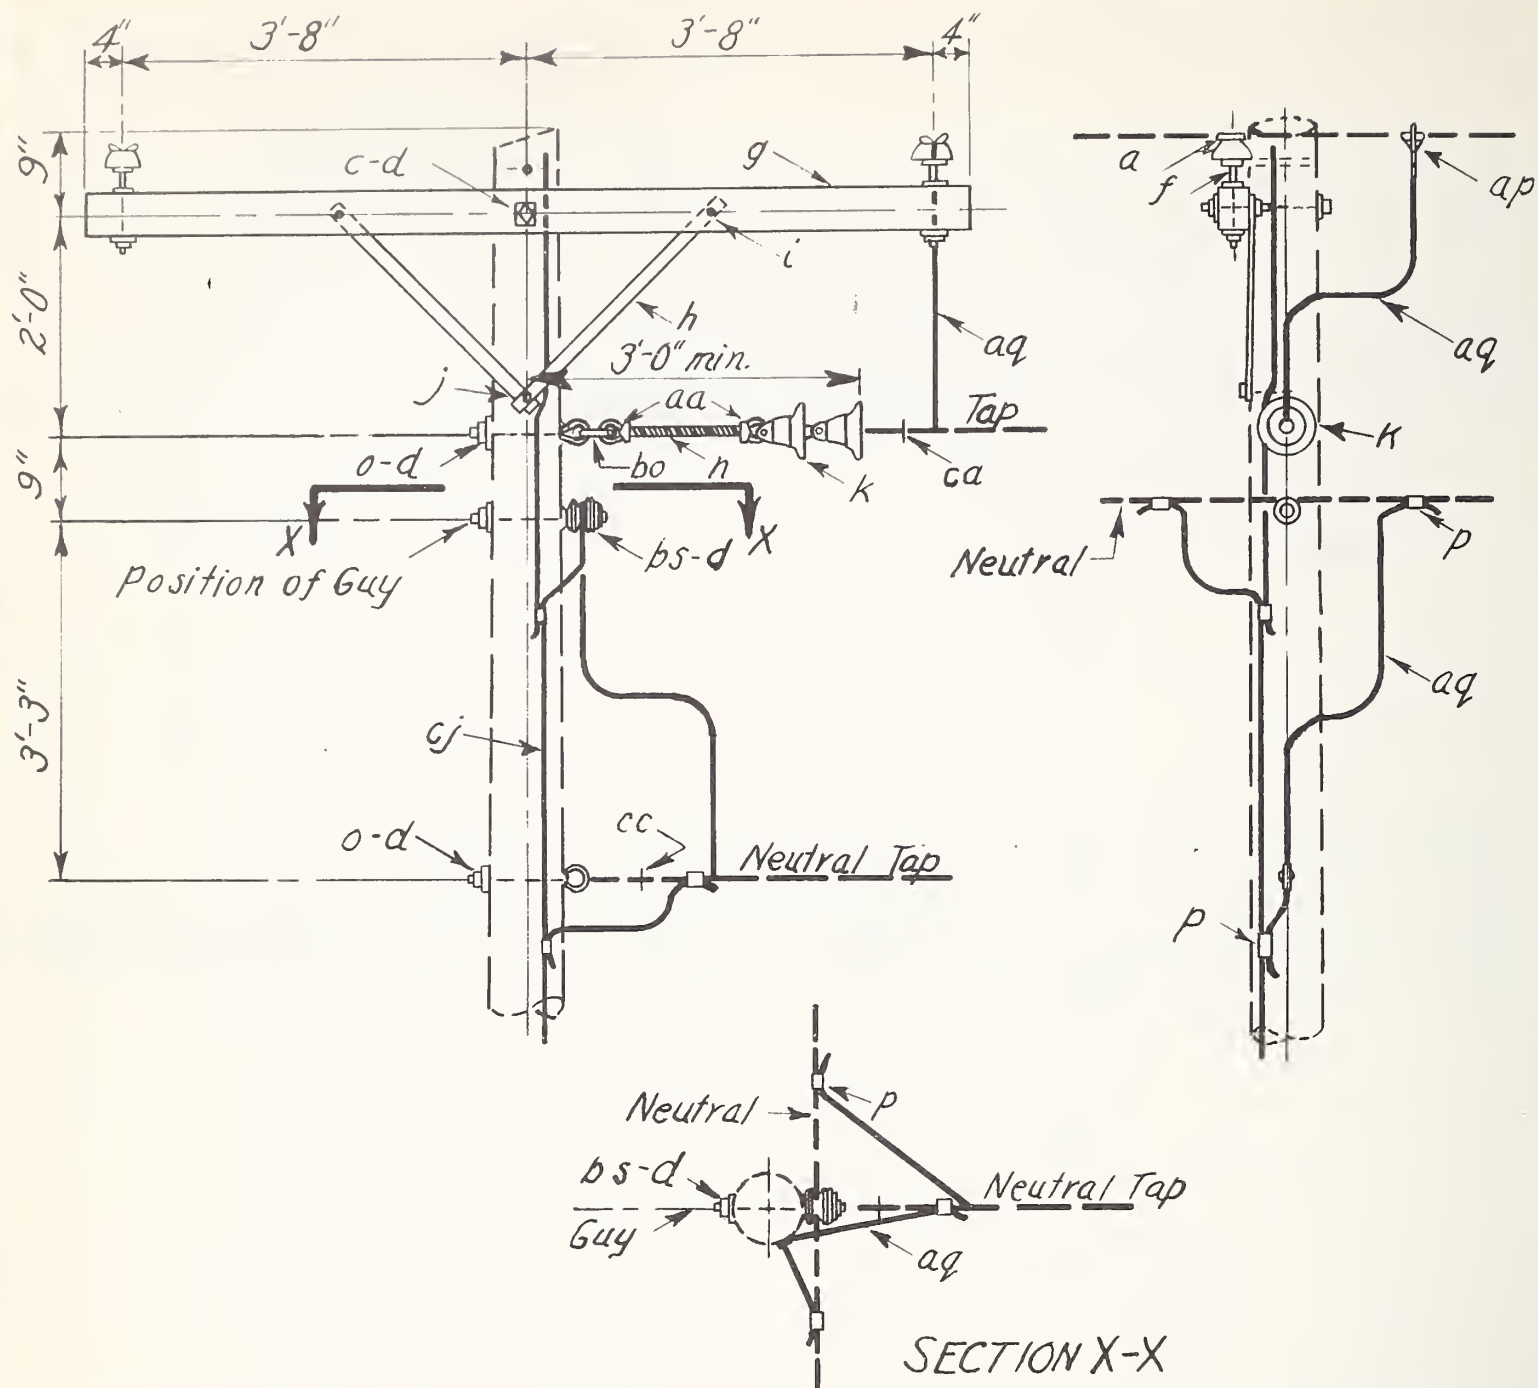 4" 3'-8" 3'-8" 4"
9"
c-d g
a
f
ap
i
2'-0"
h
3'-0" min.
aq
aq
j
aa
Tap
o-d
bo n k ca
k
9"
X X
bs-d
Position of Guy
Neutral
p
aq
3'-3"
cj
o-d
cc
Neutral Tap
p
Neutral
p
bs-d
Guy
Neutral Tap
aq
SECTION X-X